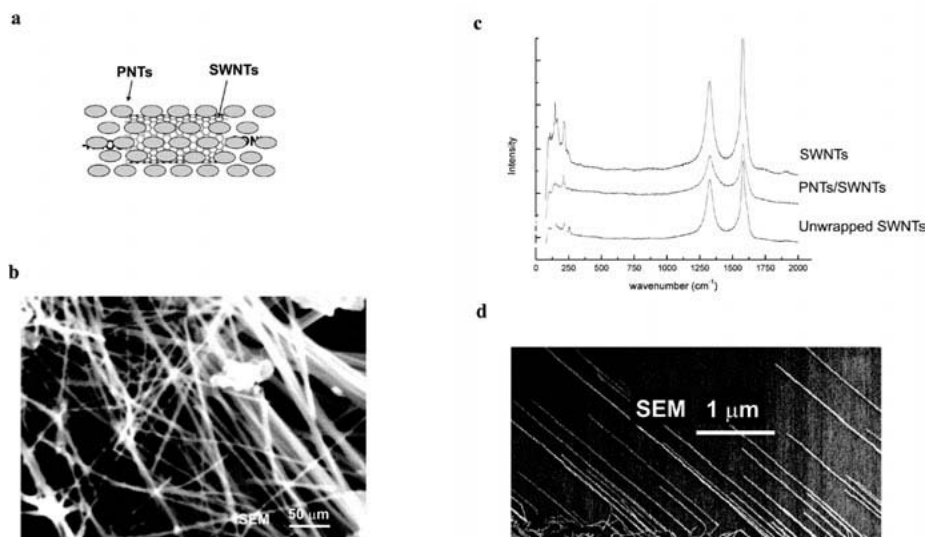 a
PNTs
SWNTs
b
SEM
50 μm
c
Intensity
SWNTs
PNTs/SWNTs
Unwrapped SWNTs
0
250
500
750
1000
1250
1500
1750
2000
wavenumber (cm-1)
d
SEM
1 μm